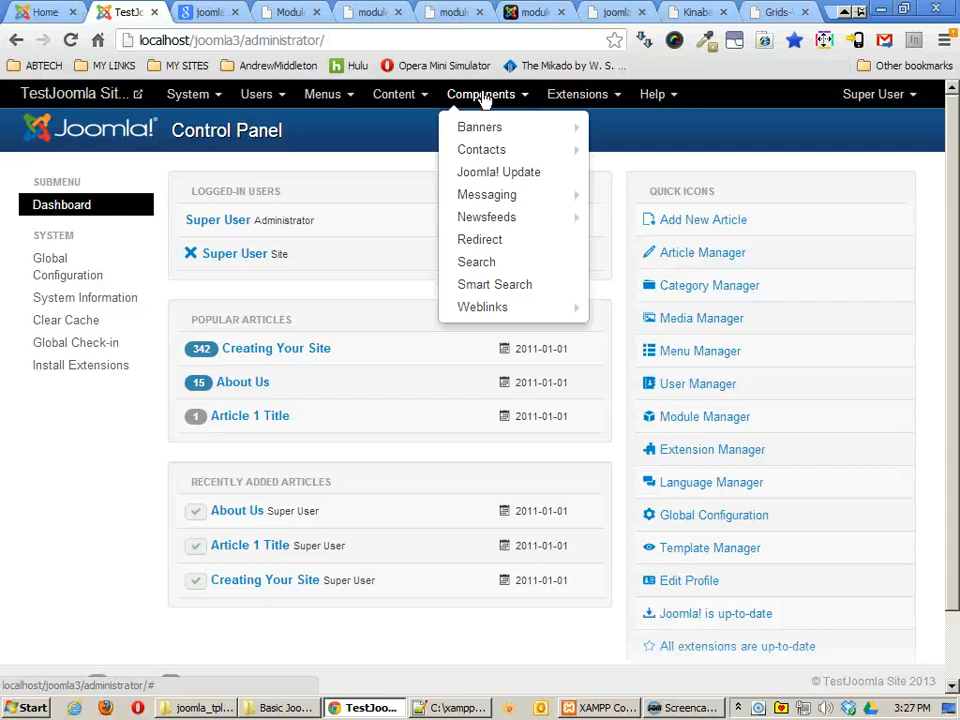 Home
TestJo
joomla
Module
module
module
module
joomla
Kinaba
Grids-
localhost/joomla3/administrator/
ABTECH
MY LINKS
MY SITES
AndrewMiddleton
Hulu
Opera Mini Simulator
The Mikado by W. S. ...
Other bookmarks
TestJoomla Sit...
System
Users
Menus
Content
Components
Extensions
Help
Super User
Joomla!
Control Panel
Banners
Contacts
Joomla! Update
Messaging
Newsfeeds
Redirect
Search
Smart Search
Weblinks
SUBMENU
Dashboard
SYSTEM
Global
Configuration
System Information
Clear Cache
Global Check-in
Install Extensions
LOGGED-IN USERS
Super User Administrator
Super User Site
POPULAR ARTICLES
342 Creating Your Site 2011-01-01
15 About Us 2011-01-01
1 Article 1 Title 2011-01-01
RECENTLY ADDED ARTICLES
About Us Super User 2011-01-01
Article 1 Title Super User 2011-01-01
Creating Your Site Super User 2011-01-01
QUICK ICONS
Add New Article
Article Manager
Category Manager
Media Manager
Menu Manager
User Manager
Module Manager
Extension Manager
Language Manager
Global Configuration
Template Manager
Edit Profile
Joomla! is up-to-date
All extensions are up-to-date
localhost/joomla3/administrator/#
© TestJoomla Site 2013
Start
joomla_tpl...
Basic Joo...
TestJoo...
C:\xampp...
XAMPP Co...
Screenca...
3:27 PM